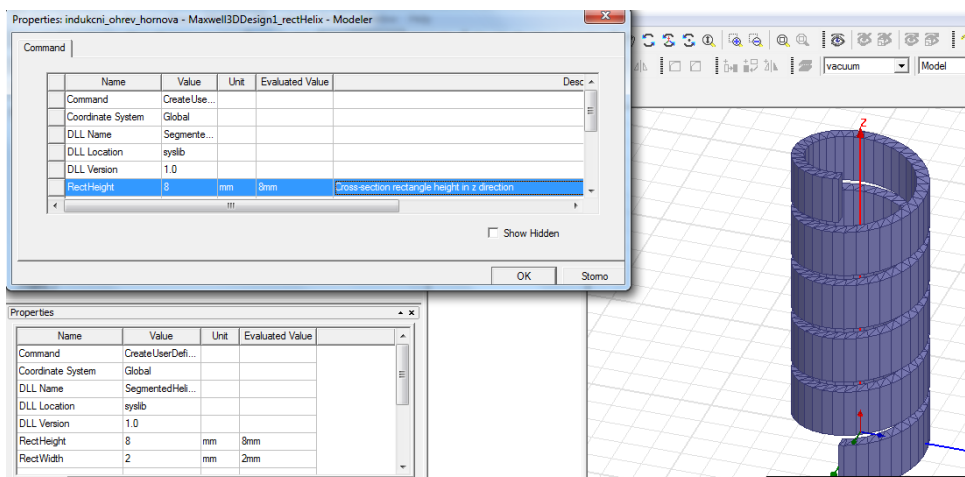 Properties: indukcni_ohrev_hornova - Maxwell3DDesign1_rectHelix - Modeler
Command
Name Value Unit Evaluated Value Desc
Command CreateUse...
Coordinate System Global
DLL Name Segmente...
DLL Location syslib
DLL Version 1.0
RectHeight 8 mm 8mm Cross-section rectangle height in z direction
Show Hidden
OK Storno
vacuum Model
Z
Properties
Name Value Unit Evaluated Value
Command CreateUserDefi...
Coordinate System Global
DLL Name SegmentedHeli...
DLL Location syslib
DLL Version 1.0
RectHeight 8 mm 8mm
RectWidth 2 mm 2mm